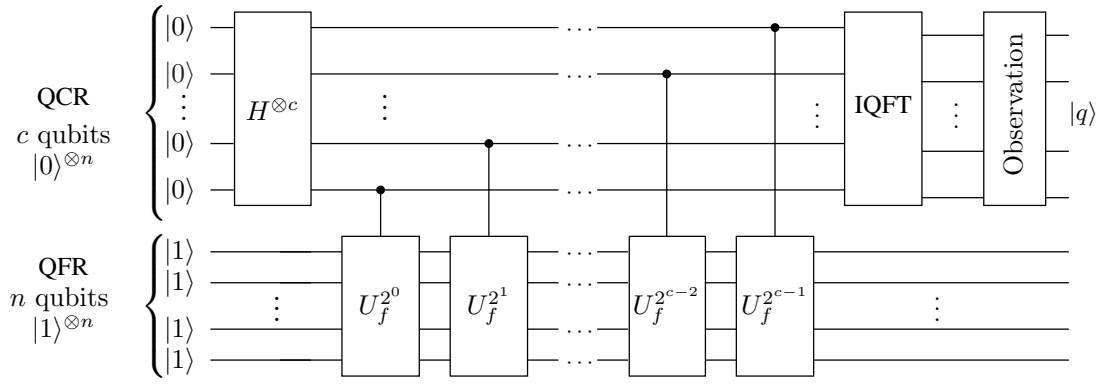 |0⟩ ⋯
|0⟩ ⋯
QCR ⋮ H^{⊗c} ⋮ ⋮ IQFT ⋮ Observation |q⟩
c qubits |0⟩ ⋯
|0⟩^{⊗n} |0⟩ ⋯
|1⟩ ⋯
QFR |1⟩ ⋯
n qubits ⋮ U_f^{2^0} U_f^{2^1} U_f^{2^{c-2}} U_f^{2^{c-1}} ⋮
|1⟩^{⊗n} |1⟩ ⋯
|1⟩ ⋯